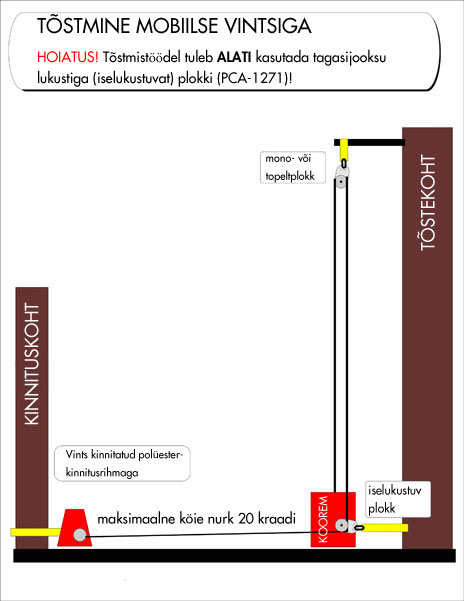 TÕSTMINE MOBIILSE VINTSIGA
HOIATUS! Tõstmistöödel tuleb ALATI kasutada tagasijooksu
lukustiga (iselukustuvat) plokki (PCA-1271)!
mono- või
topeltplokk
TÕSTEKOHT
KINNITUSKOHT
Vints kinnitatud polüester-
kinnitusrihmaga
maksimaalne köie nurk 20 kraadi
KOOREM
iselukustuv
plokk